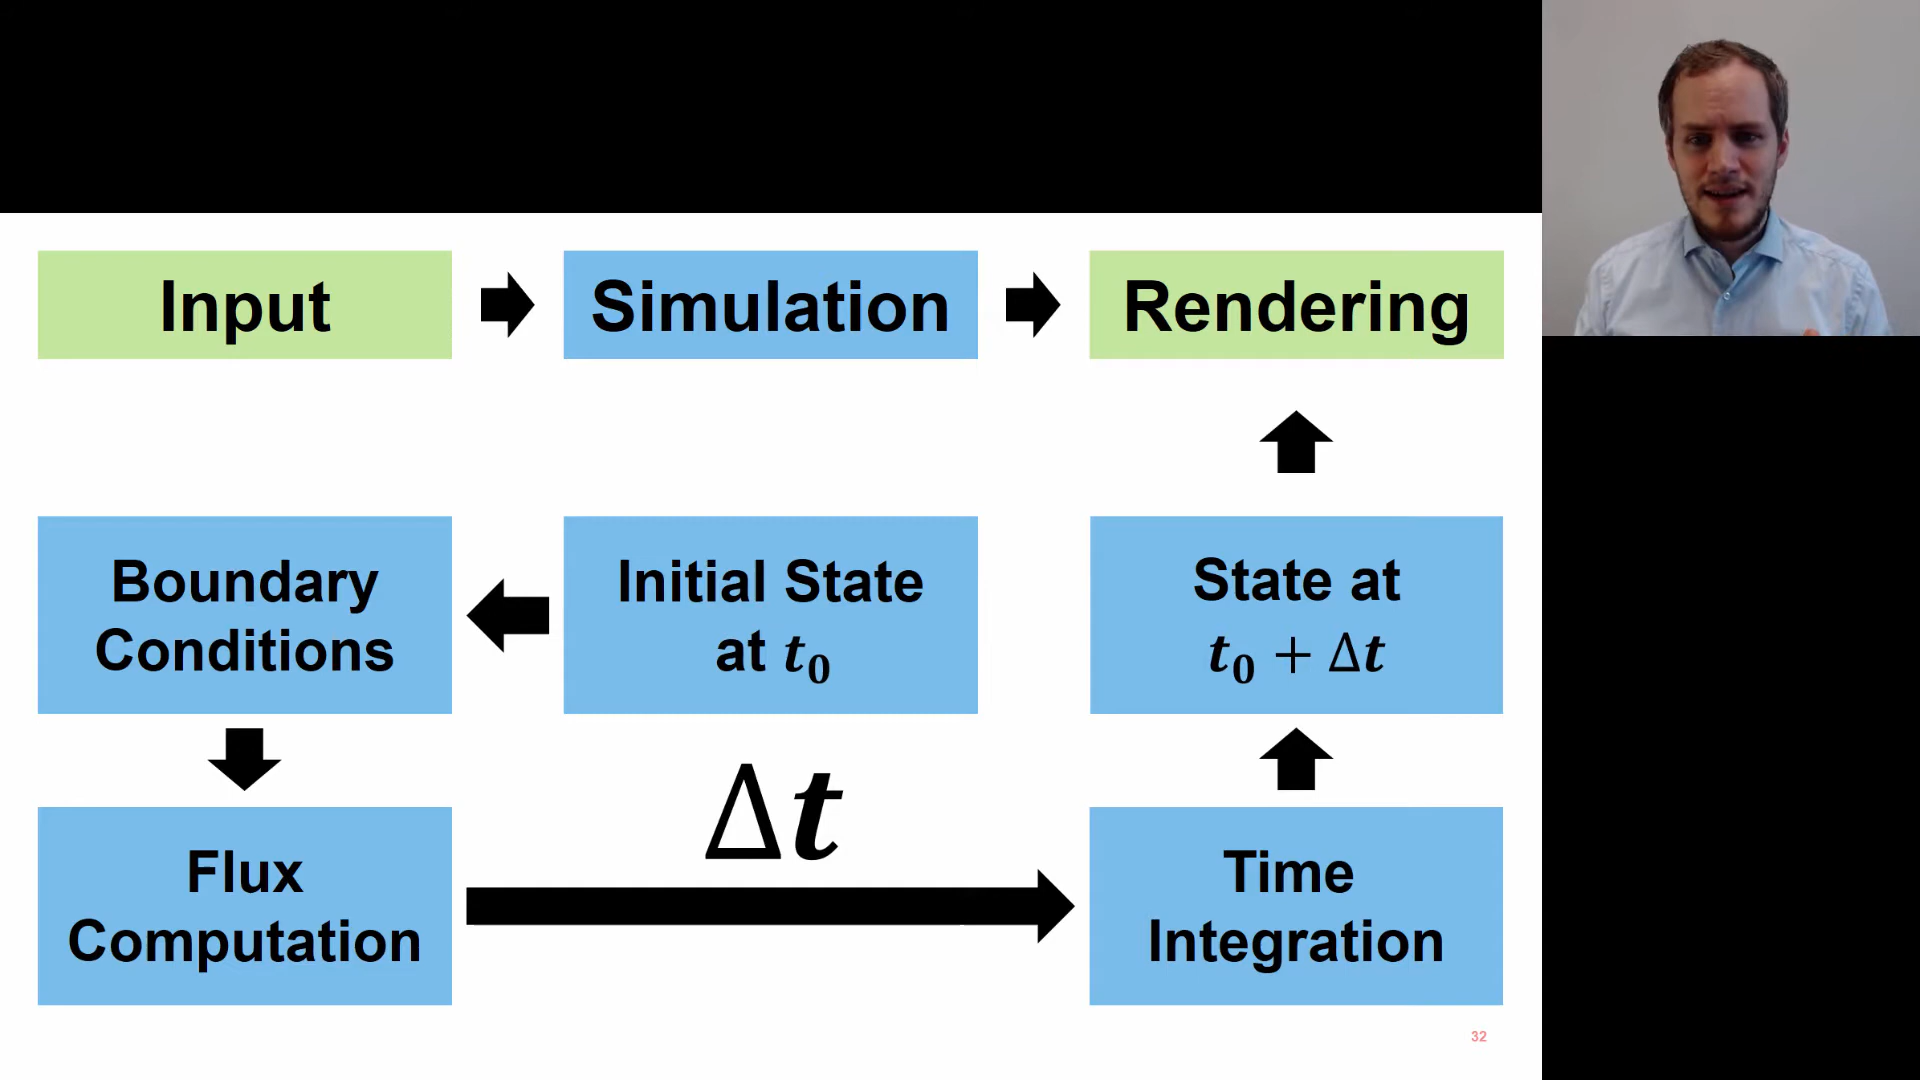 Input
Simulation
Rendering
Boundary
Conditions
Initial State
at t₀
State at
t₀ + Δt
Δt
Flux
Computation
Time
Integration
32